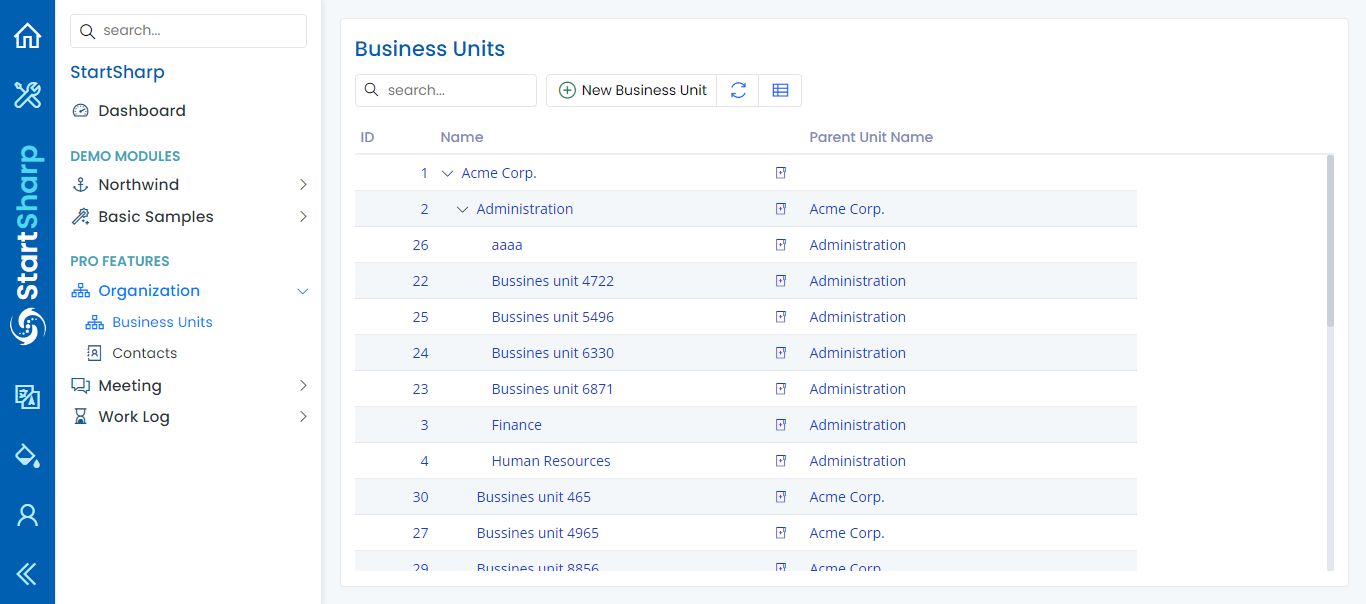 StartSharp
search...
StartSharp
Dashboard
DEMO MODULES
Northwind
Basic Samples
PRO FEATURES
Organization
Business Units
Contacts
Meeting
Work Log
Business Units
search... New Business Unit
ID Name Parent Unit Name
1 Acme Corp.
2 Administration Acme Corp.
26 aaaa Administration
22 Bussines unit 4722 Administration
25 Bussines unit 5496 Administration
24 Bussines unit 6330 Administration
23 Bussines unit 6871 Administration
3 Finance Administration
4 Human Resources Administration
30 Bussines unit 465 Acme Corp.
27 Bussines unit 4965 Acme Corp.
29 Bussines unit 8856 Acme Corp.